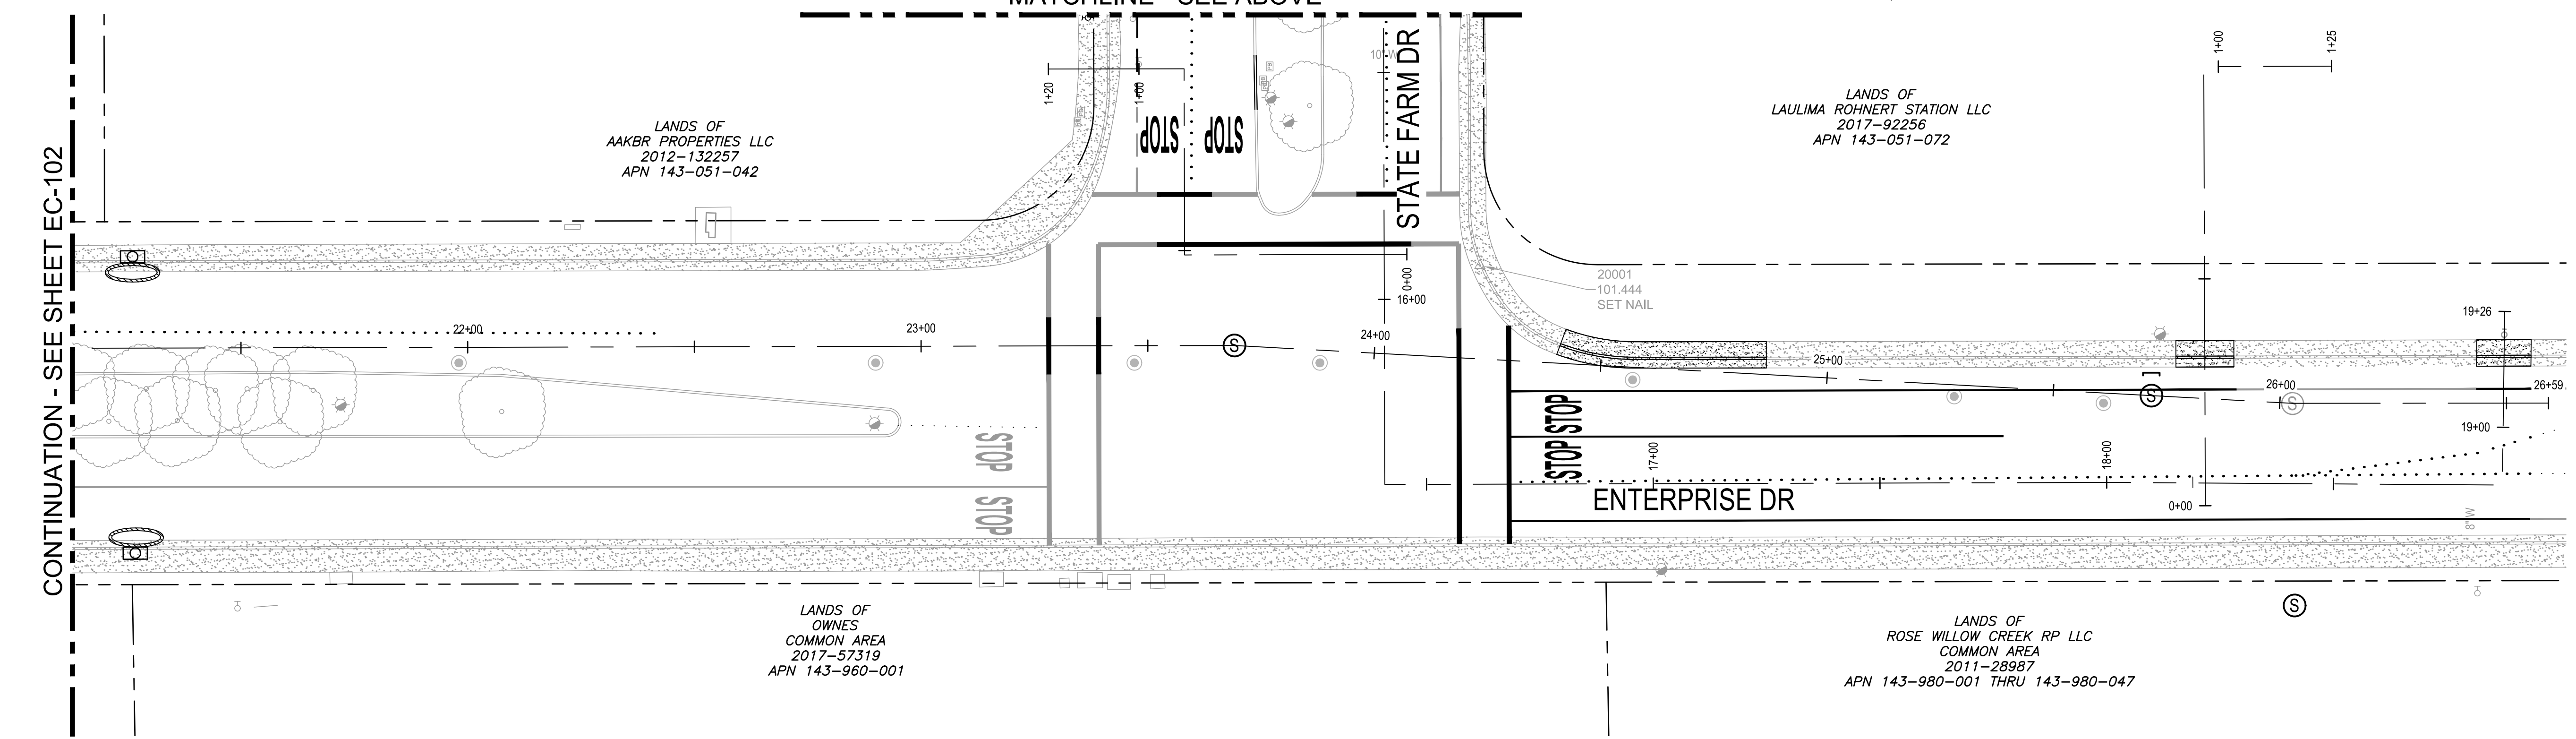 MATCHLINE - SEE ABOVE
CONTINUATION - SEE SHEET EC-102
LANDS OF
AAKBR PROPERTIES LLC
2012-132257
APN 143-051-042
1+20
1+00
STOP
STOP
10" W
STATE FARM DR
LANDS OF
LAULIMA ROHNERT STATION LLC
2017-92256
APN 143-051-072
1+00
1+25
20001
101.444
SET NAIL
0+00
16+00
22+00
23+00
S
24+00
25+00
19+26
26+00
26+59
S
S
19+00
STOP
STOP
STOP
STOP
17+00
18+00
ENTERPRISE DR
0+00
8" W
S
LANDS OF
OWNES
COMMON AREA
2017-57319
APN 143-960-001
LANDS OF
ROSE WILLOW CREEK RP LLC
COMMON AREA
2011-28987
APN 143-980-001 THRU 143-980-047